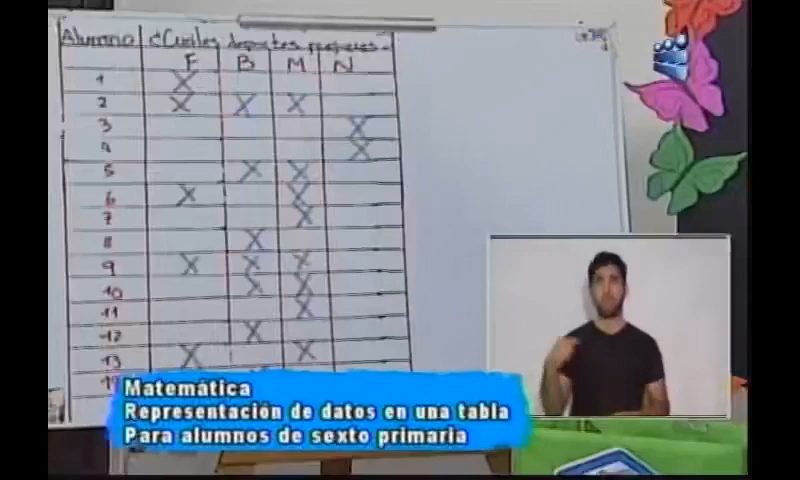 Alumno ¿Cuáles deportes prefieres
F B M N
1 X
2 X X X
3 X
4 X
5 X X
6 X X
7 X
8 X
9 X X X
10 X X
11 X
12 X
13 X X
Matemática
Representación de datos en una tabla
Para alumnos de sexto primaria